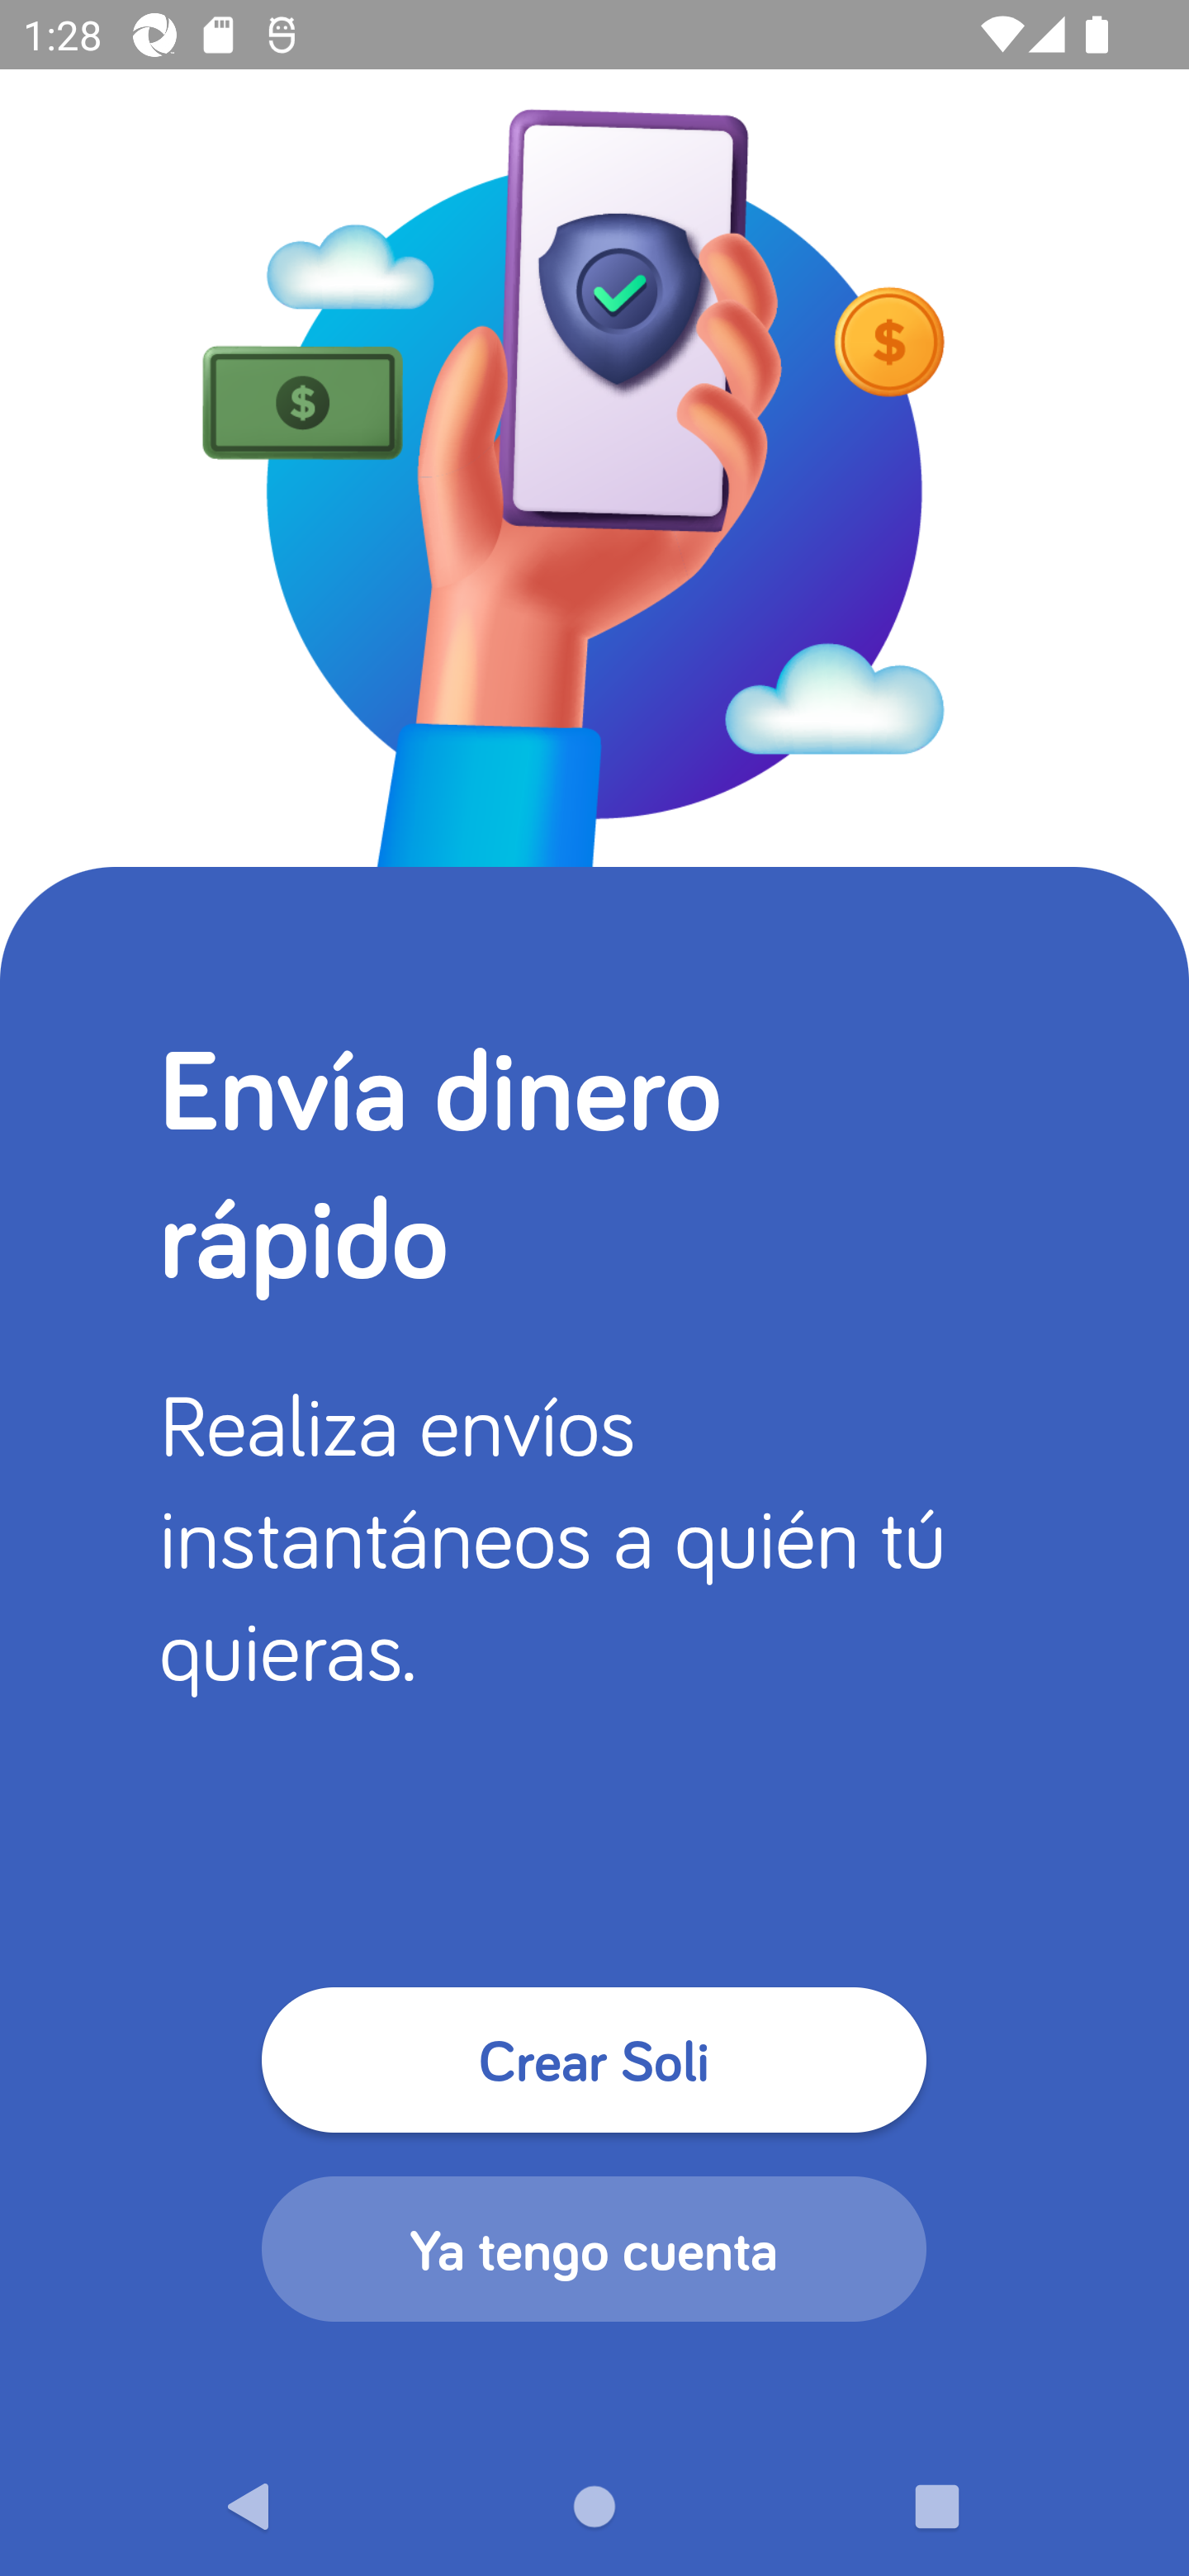 1:28
$
$
Envía dinero
rápido
Realiza envíos
instantáneos a quién tú
quieras.
Crear Soli
Ya tengo cuenta